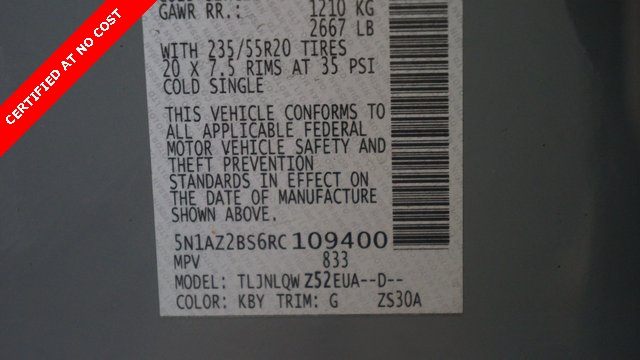 CERTIFIED AT NO COST
GAWR RR.: 1210 KG
2667 LB
WITH 235/55R20 TIRES
20 X 7.5 RIMS AT 35 PSI
COLD SINGLE
THIS VEHICLE CONFORMS TO
ALL APPLICABLE FEDERAL
MOTOR VEHICLE SAFETY AND
THEFT PREVENTION
STANDARDS IN EFFECT ON
THE DATE OF MANUFACTURE
SHOWN ABOVE.
5N1AZ2BS6RC109400
MPV 833
MODEL: TLJNLQWZ52EUA--D--
COLOR: KBY TRIM: G ZS30A